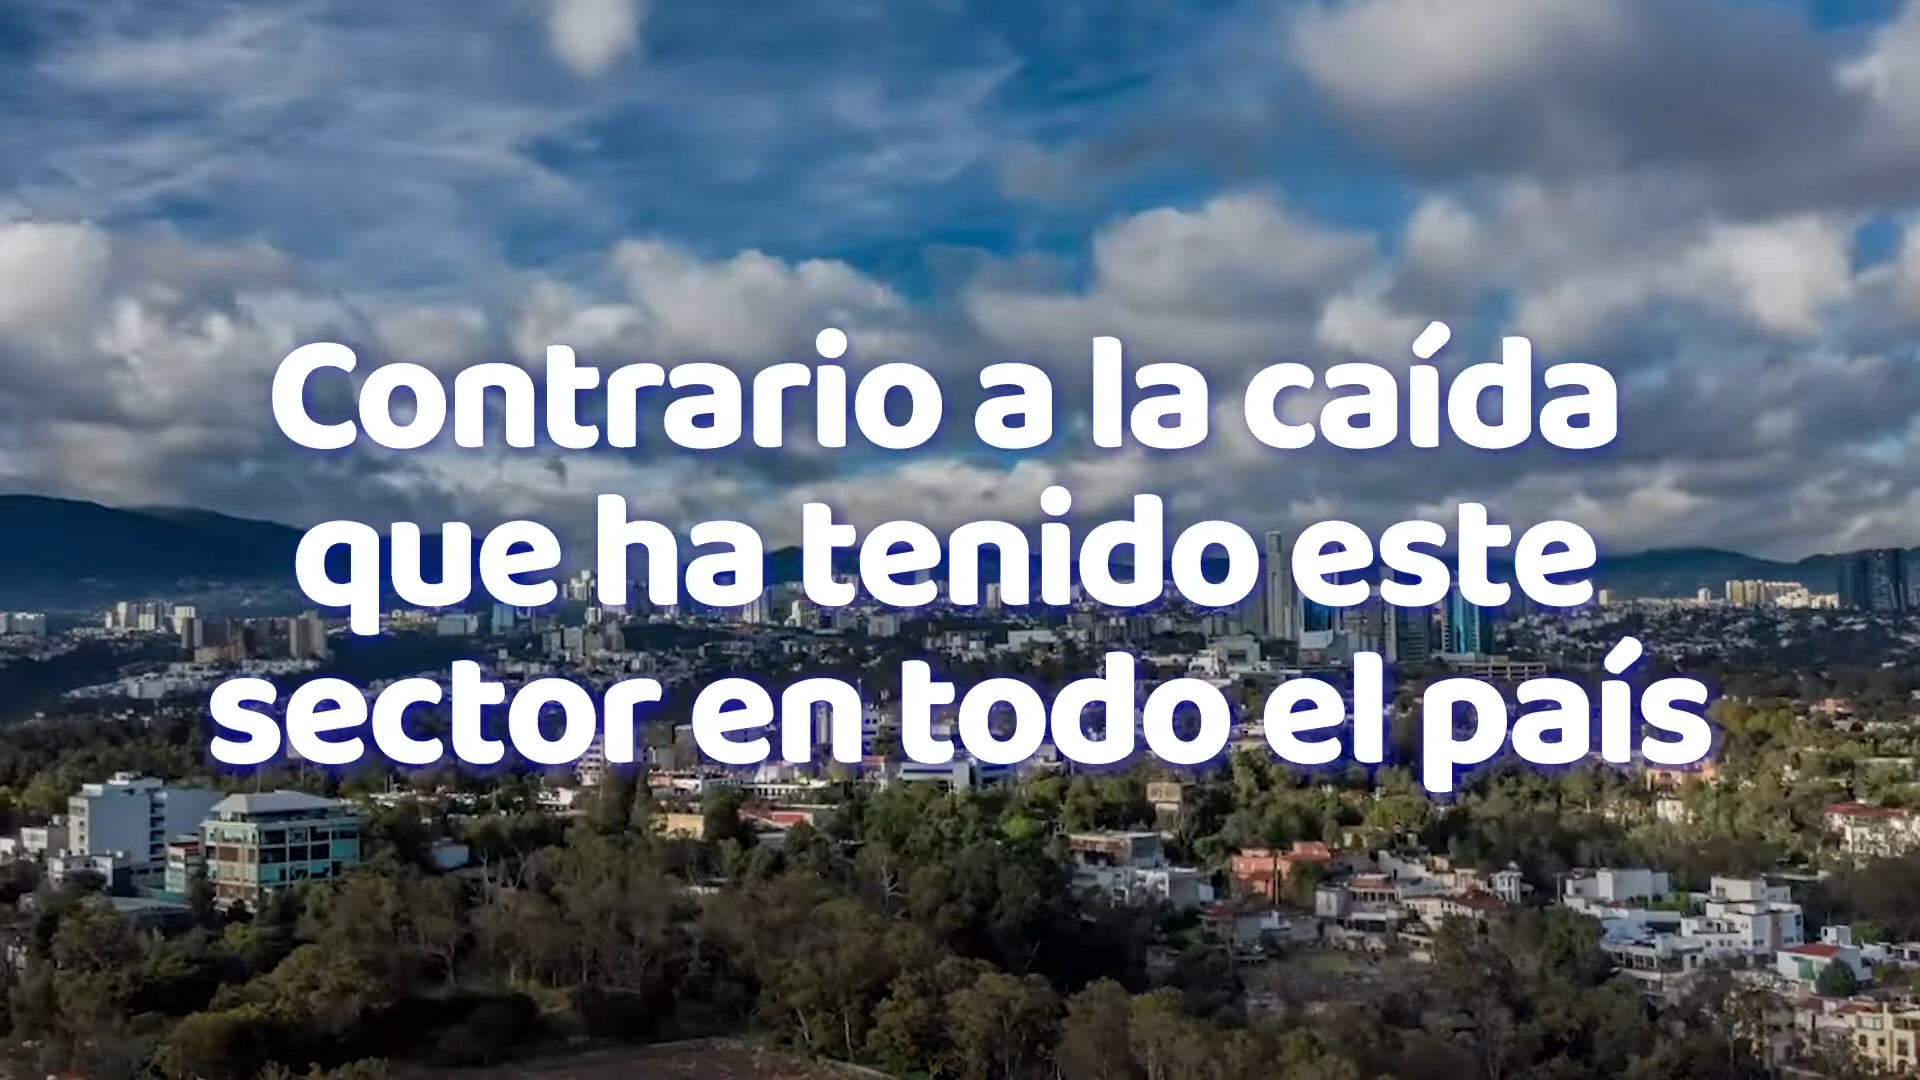 Contrario a la caída
que ha tenido este
sector en todo el país